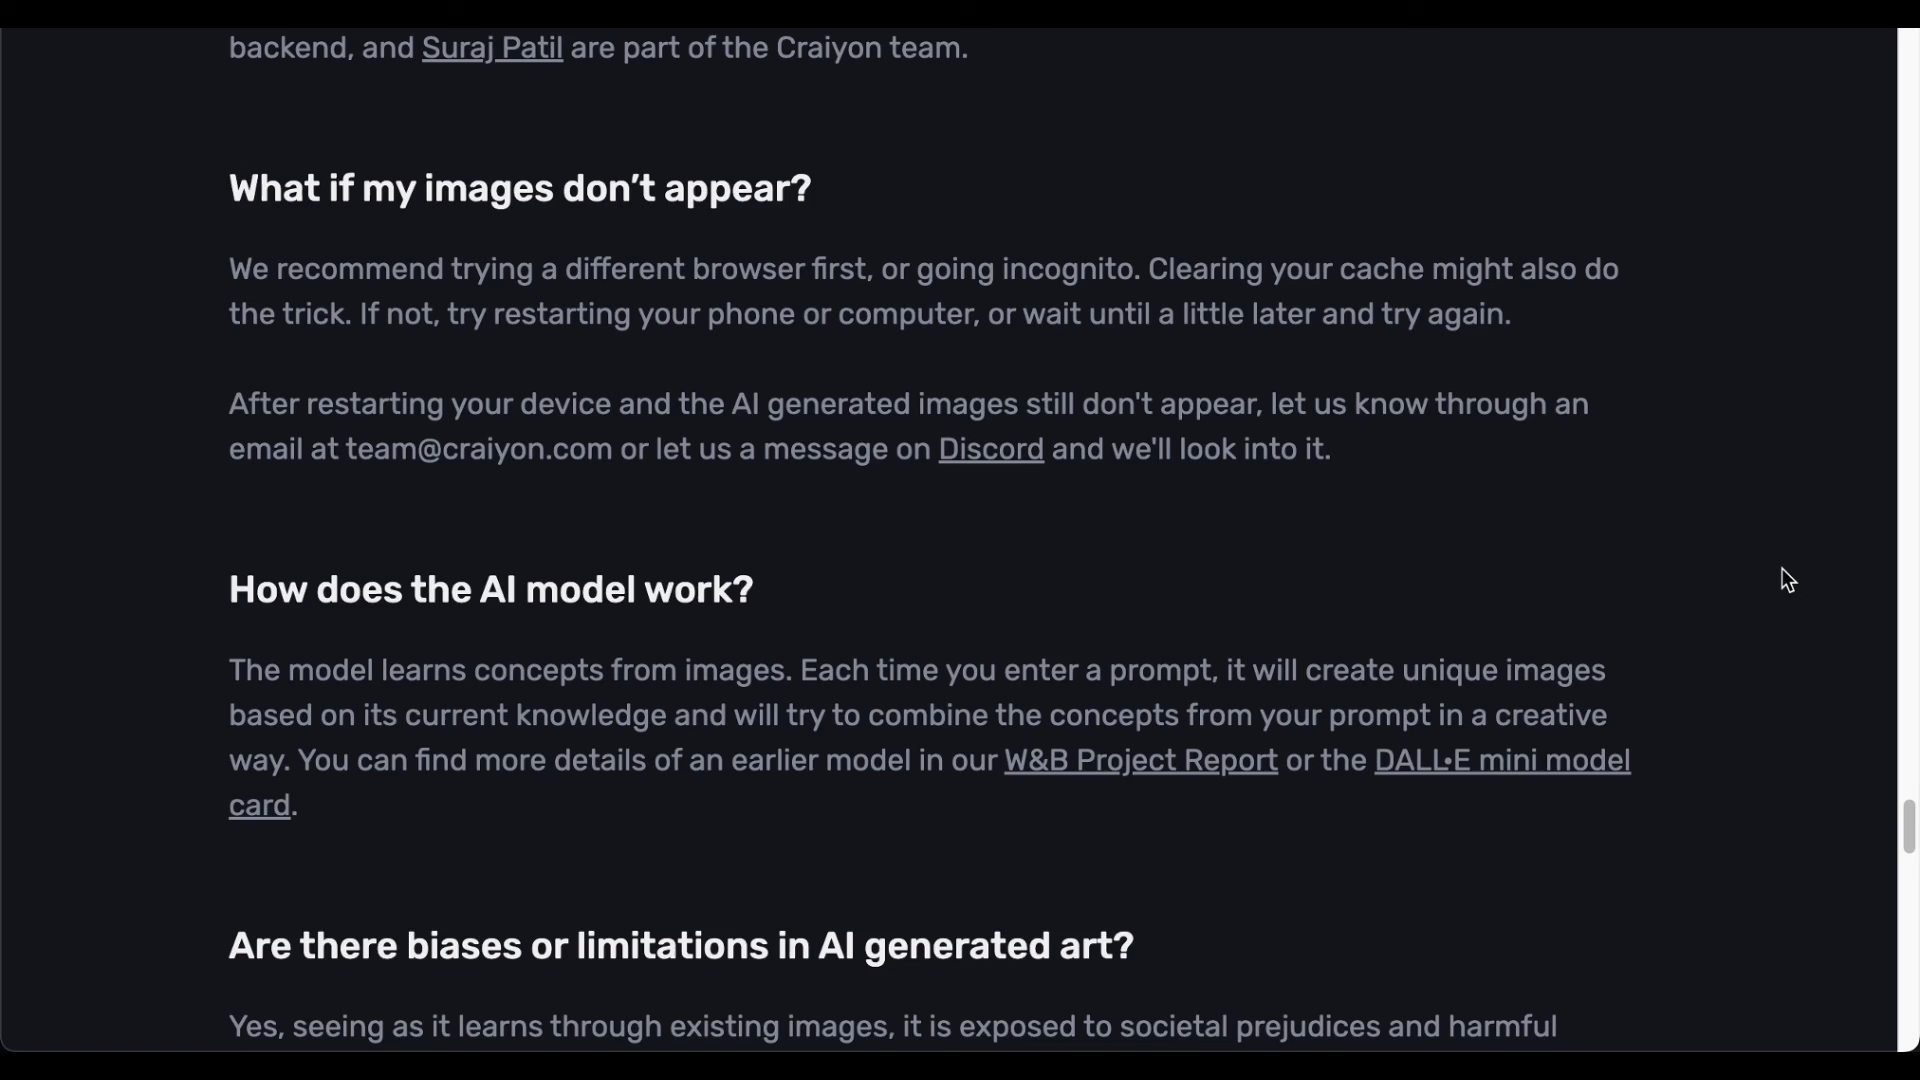 backend, and Suraj Patil are part of the Craiyon team.
What if my images don’t appear?
We recommend trying a different browser first, or going incognito. Clearing your cache might also do
the trick. If not, try restarting your phone or computer, or wait until a little later and try again.
After restarting your device and the AI generated images still don't appear, let us know through an
email at team@craiyon.com or let us a message on Discord and we'll look into it.
How does the AI model work?
The model learns concepts from images. Each time you enter a prompt, it will create unique images
based on its current knowledge and will try to combine the concepts from your prompt in a creative
way. You can find more details of an earlier model in our W&B Project Report or the DALL•E mini model
card.
Are there biases or limitations in AI generated art?
Yes, seeing as it learns through existing images, it is exposed to societal prejudices and harmful